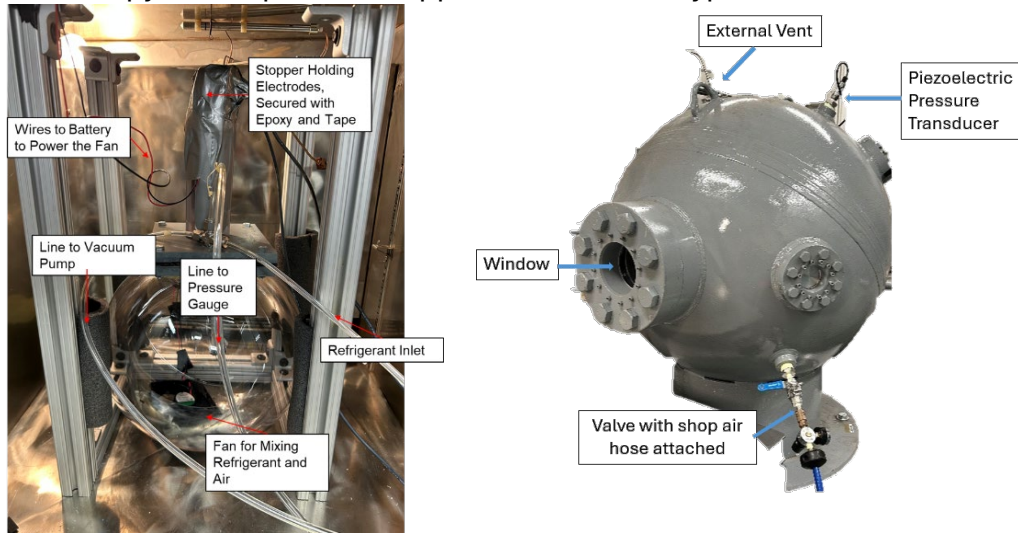 Stopper Holding
Electrodes,
Secured with
Epoxy and Tape
Wires to Battery
to Power the Fan
Line to Vacuum
Pump
Line to
Pressure
Gauge
Refrigerant Inlet
Fan for Mixing
Refrigerant and
Air
External Vent
Piezoelectric
Pressure
Transducer
Window
Valve with shop air
hose attached